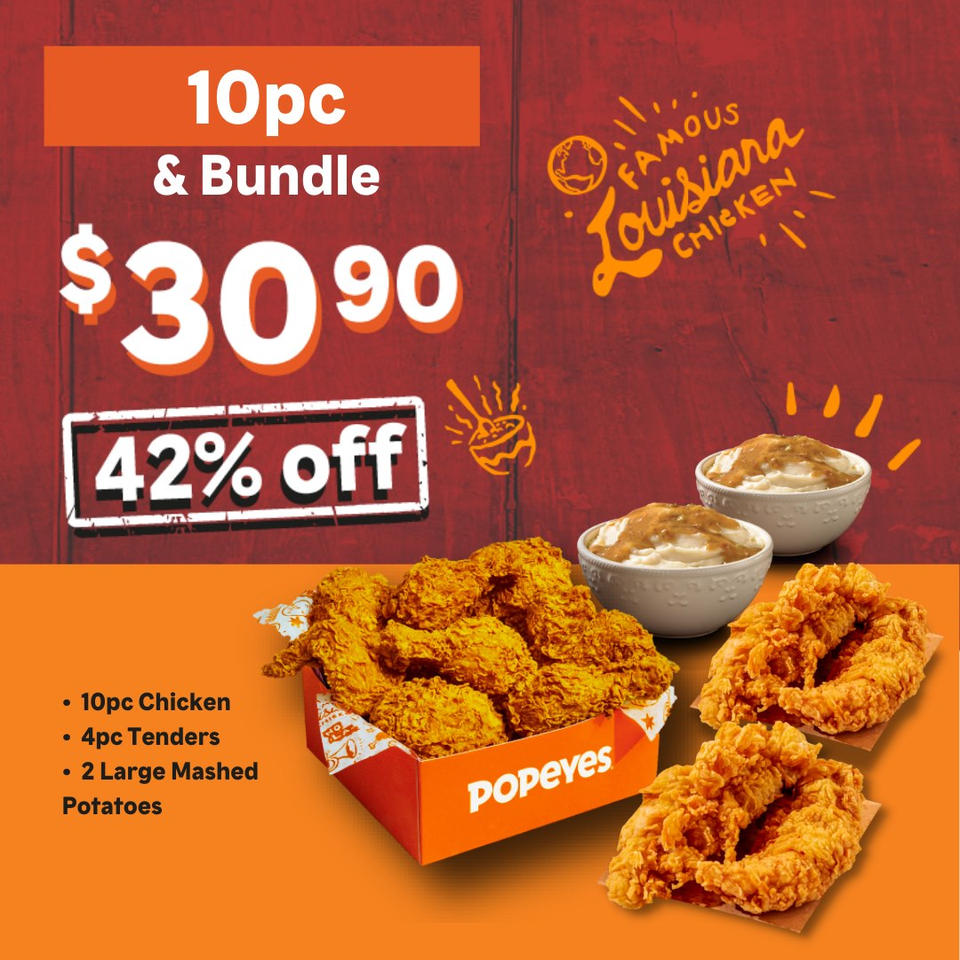 10pc
& Bundle
$30 90
42% off
FAMOUS
Louisiana
CHICKEN
• 10pc Chicken
• 4pc Tenders
• 2 Large Mashed
Potatoes
POPEYES